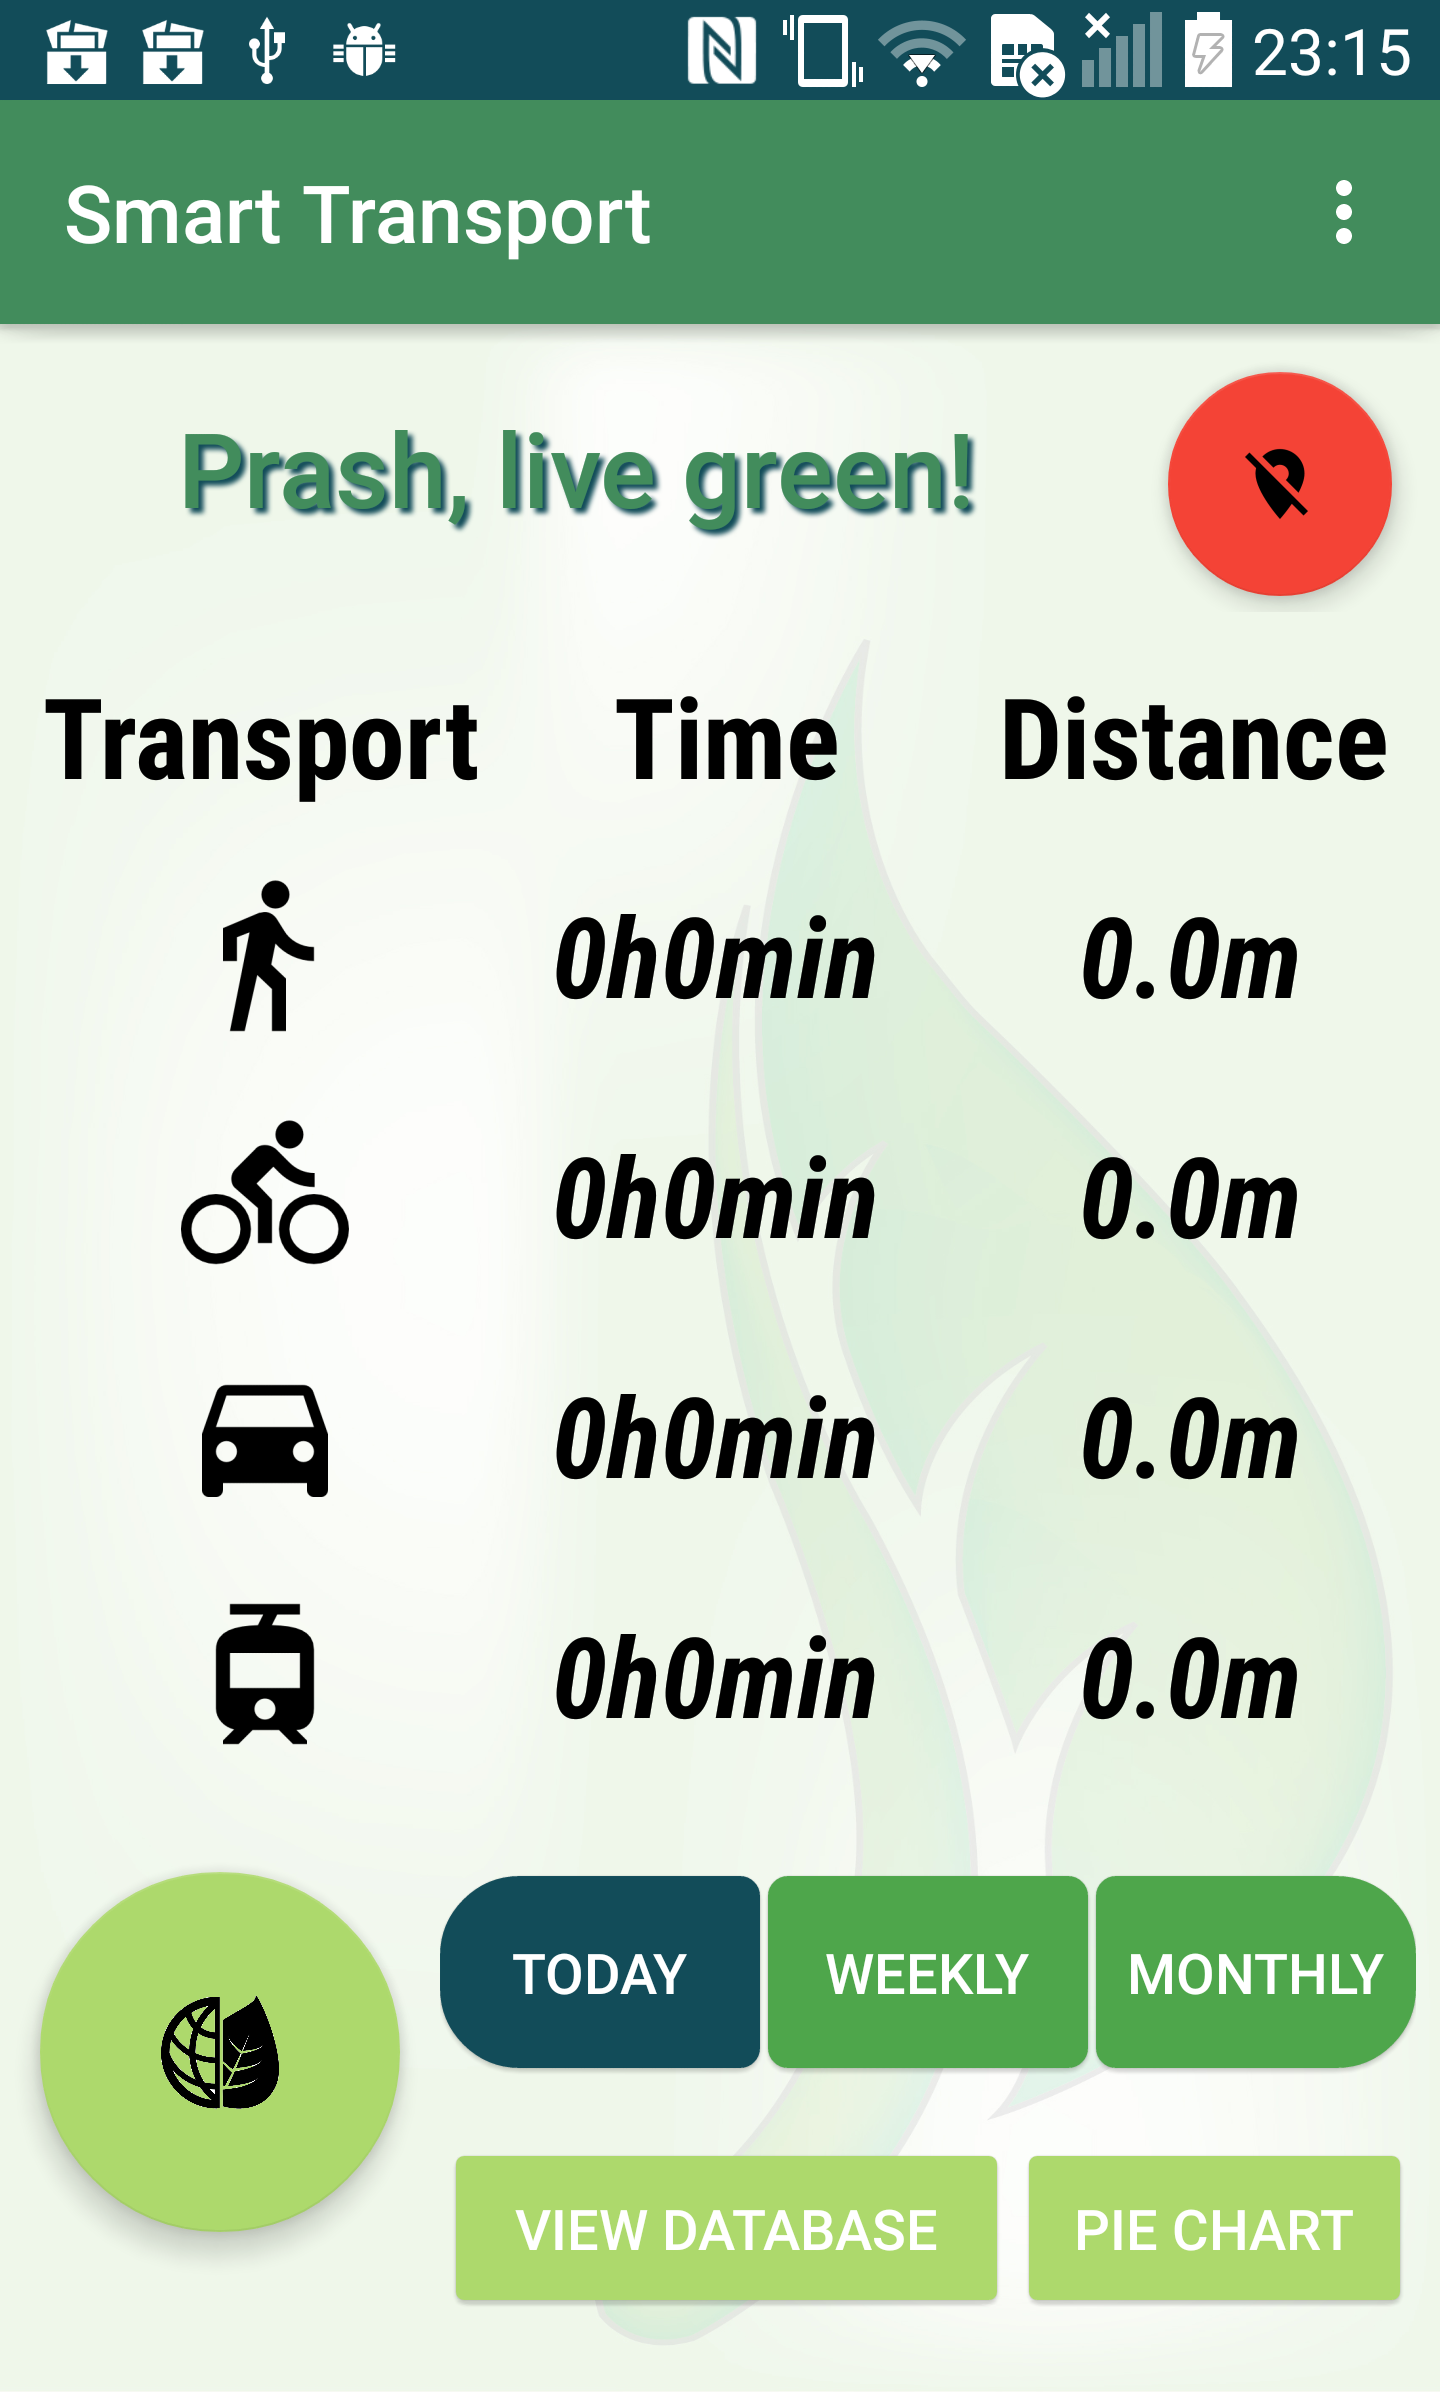 23:15
Smart Transport
Prash, live green!
Transport Time Distance
0h0min 0.0m
0h0min 0.0m
0h0min 0.0m
0h0min 0.0m
TODAY WEEKLY MONTHLY
VIEW DATABASE PIE CHART